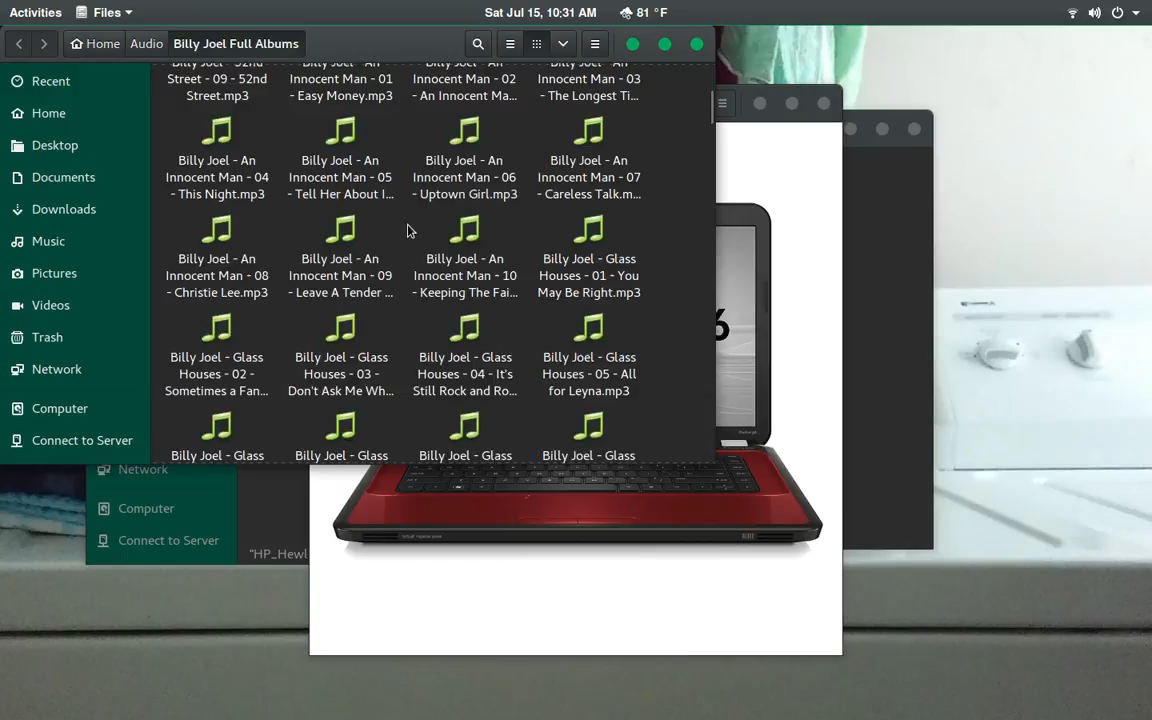 Activities Files Sat Jul 15, 10:31 AM 81 °F
Home Audio Billy Joel Full Albums
Recent
Home
Desktop
Documents
Downloads
Music
Pictures
Videos
Trash
Network
Computer
Connect to Server
Street - 09 - 52nd
Street.mp3
Innocent Man - 01
- Easy Money.mp3
Innocent Man - 02
- An Innocent Ma...
Innocent Man - 03
- The Longest Ti...
Billy Joel - An
Innocent Man - 04
- This Night.mp3
Billy Joel - An
Innocent Man - 05
- Tell Her About I...
Billy Joel - An
Innocent Man - 06
- Uptown Girl.mp3
Billy Joel - An
Innocent Man - 07
- Careless Talk.m...
Billy Joel - An
Innocent Man - 08
- Christie Lee.mp3
Billy Joel - An
Innocent Man - 09
- Leave A Tender ...
Billy Joel - An
Innocent Man - 10
- Keeping The Fai...
Billy Joel - Glass
Houses - 01 - You
May Be Right.mp3
Billy Joel - Glass
Houses - 02 -
Sometimes a Fan...
Billy Joel - Glass
Houses - 03 -
Don't Ask Me Wh...
Billy Joel - Glass
Houses - 04 - It's
Still Rock and Ro...
Billy Joel - Glass
Houses - 05 - All
for Leyna.mp3
Billy Joel - Glass
Billy Joel - Glass
Billy Joel - Glass
Billy Joel - Glass
Network
Computer
Connect to Server
"HP_Hewl
6